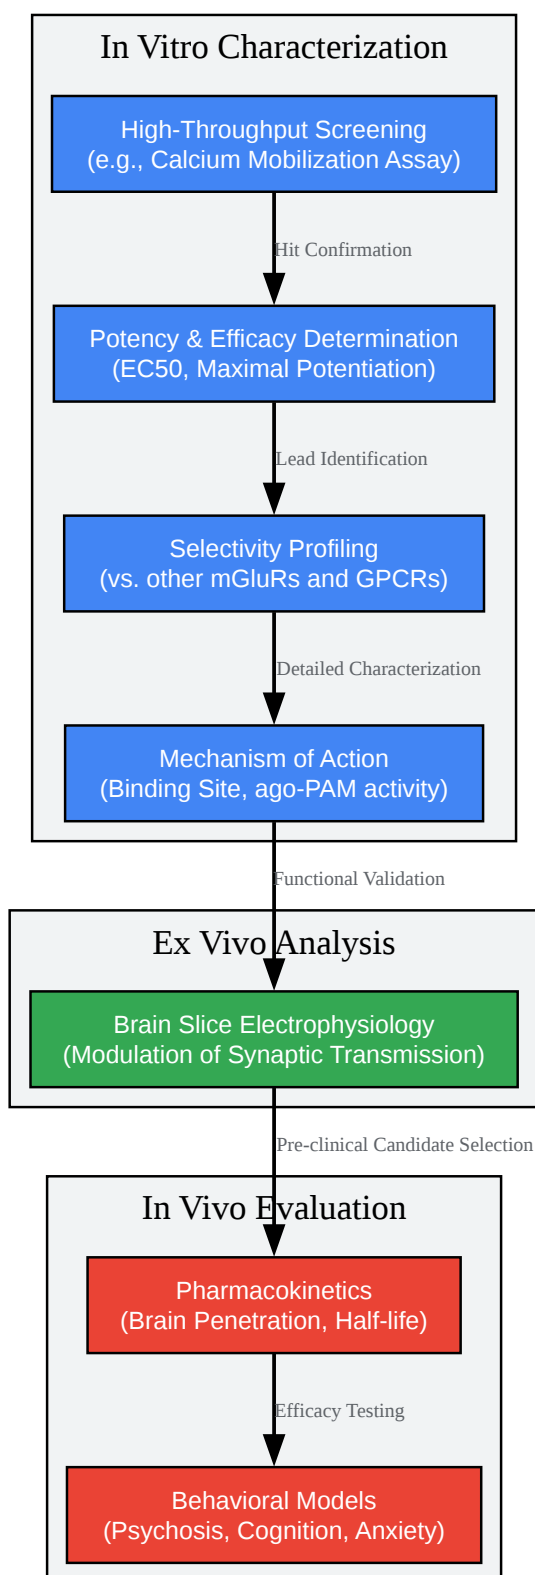 In Vitro Characterization
High-Throughput Screening
(e.g., Calcium Mobilization Assay)
Hit Confirmation
Potency & Efficacy Determination
(EC50, Maximal Potentiation)
Lead Identification
Selectivity Profiling
(vs. other mGluRs and GPCRs)
Detailed Characterization
Mechanism of Action
(Binding Site, ago-PAM activity)
Functional Validation
Ex Vivo Analysis
Brain Slice Electrophysiology
(Modulation of Synaptic Transmission)
Pre-clinical Candidate Selection
In Vivo Evaluation
Pharmacokinetics
(Brain Penetration, Half-life)
Efficacy Testing
Behavioral Models
(Psychosis, Cognition, Anxiety)